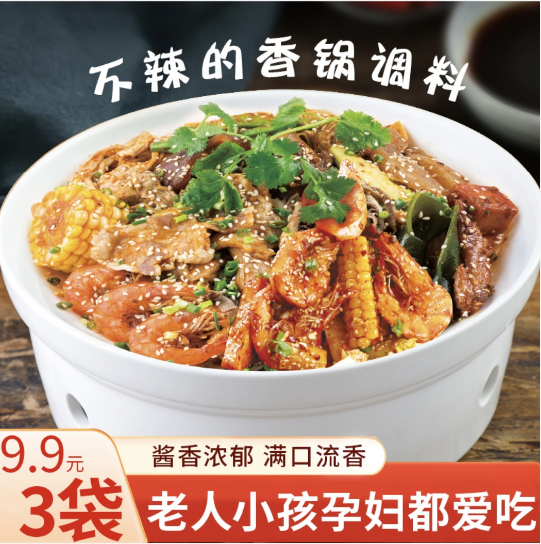 不辣的香锅调料
酱香浓郁 满口流香
9.9元
3袋
老人小孩孕妇都爱吃